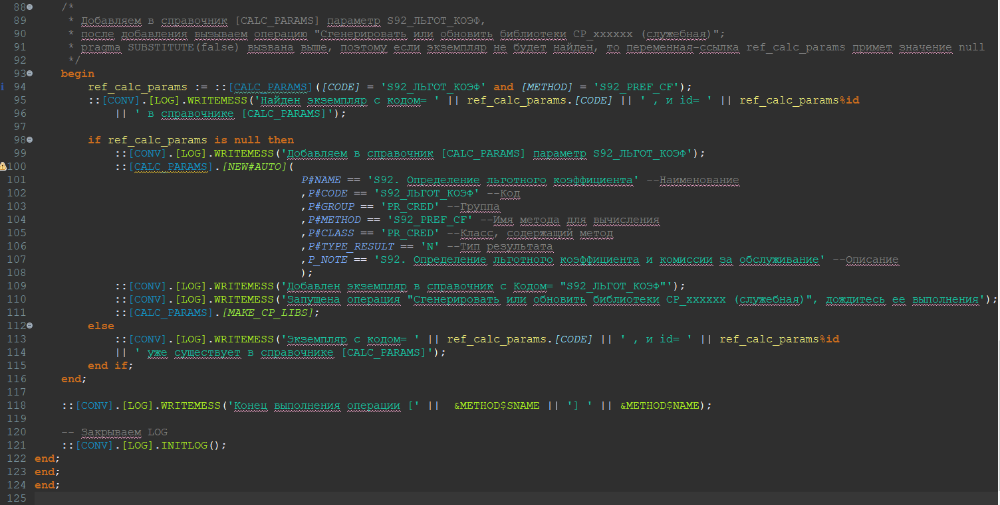 88 /*
89 * Добавляем в справочник [CALC_PARAMS] параметр S92_ЛЬГОТ_КОЭФ,
90 * после добавления вызываем операцию "Сгенерировать или обновить библиотеки CP_xxxxxx (служебная)";
91 * pragma SUBSTITUTE(false) вызвана выше, поэтому если экземпляр не будет найден, то переменная-ссылка ref_calc_params примет значение null
92 */
93 begin
94 ref_calc_params := ::[CALC_PARAMS]([CODE] = 'S92_ЛЬГОТ_КОЭФ' and [METHOD] = 'S92_PREF_CF');
95 ::[CONV].[LOG].WRITEMESS('Найден экземпляр с кодом= ' || ref_calc_params.[CODE] || ' , и id= ' || ref_calc_params%id
96 || ' в справочнике [CALC_PARAMS]');
97
98 if ref_calc_params is null then
99 ::[CONV].[LOG].WRITEMESS('Добавляем в справочник [CALC_PARAMS] параметр S92_ЛЬГОТ_КОЭФ');
100 ::[CALC_PARAMS].[NEW#AUTO](
101 P#NAME == 'S92. Определение льготного коэффициента' --Наименование
102 ,P#CODE == 'S92_ЛЬГОТ_КОЭФ' --Код
103 ,P#GROUP == 'PR_CRED' --Группа
104 ,P#METHOD == 'S92_PREF_CF' --Имя метода для вычисления
105 ,P#CLASS == 'PR_CRED' --Класс, содержащий метод
106 ,P#TYPE_RESULT == 'N' --Тип результата
107 ,P_NOTE == 'S92. Определение льготного коэффициента и комиссии за обслуживание' --Описание
108 );
109 ::[CONV].[LOG].WRITEMESS('Добавлен экземпляр в справочник с Кодом= "S92_ЛЬГОТ_КОЭФ"');
110 ::[CONV].[LOG].WRITEMESS('Запущена операция "Сгенерировать или обновить библиотеки CP_xxxxxx (служебная)", дождитесь ее выполнения');
111 ::[CALC_PARAMS].[MAKE_CP_LIBS];
112 else
113 ::[CONV].[LOG].WRITEMESS('Экземпляр с кодом= ' || ref_calc_params.[CODE] || ' , и id= ' || ref_calc_params%id
114 || ' уже существует в справочнике [CALC_PARAMS]');
115 end if;
116 end;
117
118 ::[CONV].[LOG].WRITEMESS('Конец выполнения операции [' || &METHOD$SNAME || '] ' || &METHOD$NAME);
119
120 -- Закрываем LOG
121 ::[CONV].[LOG].INITLOG();
122 end;
123 end;
124 end;
125